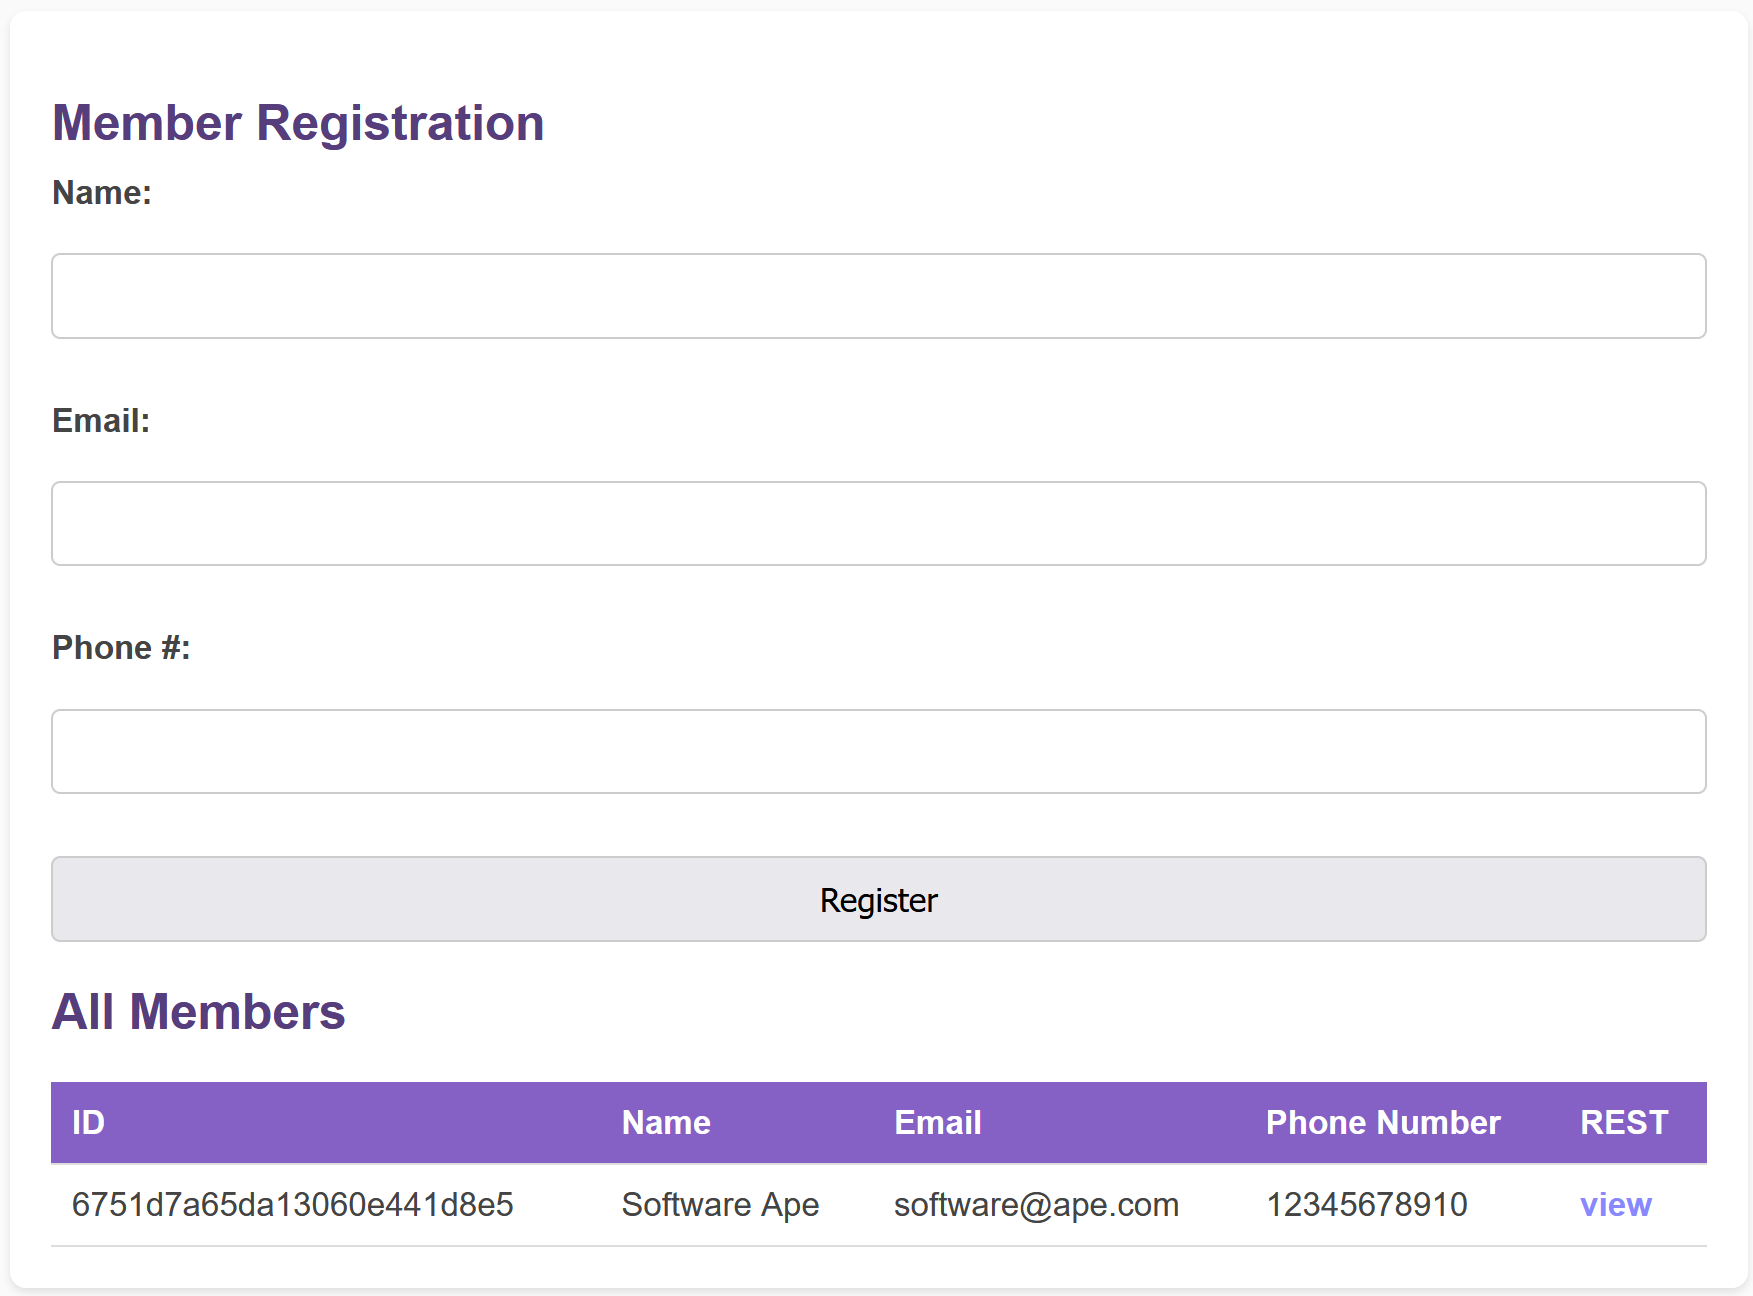 Member Registration
Name:
Email:
Phone #:
Register
All Members
ID Name Email Phone Number REST
6751d7a65da13060e441d8e5 Software Ape software@ape.com 12345678910 view